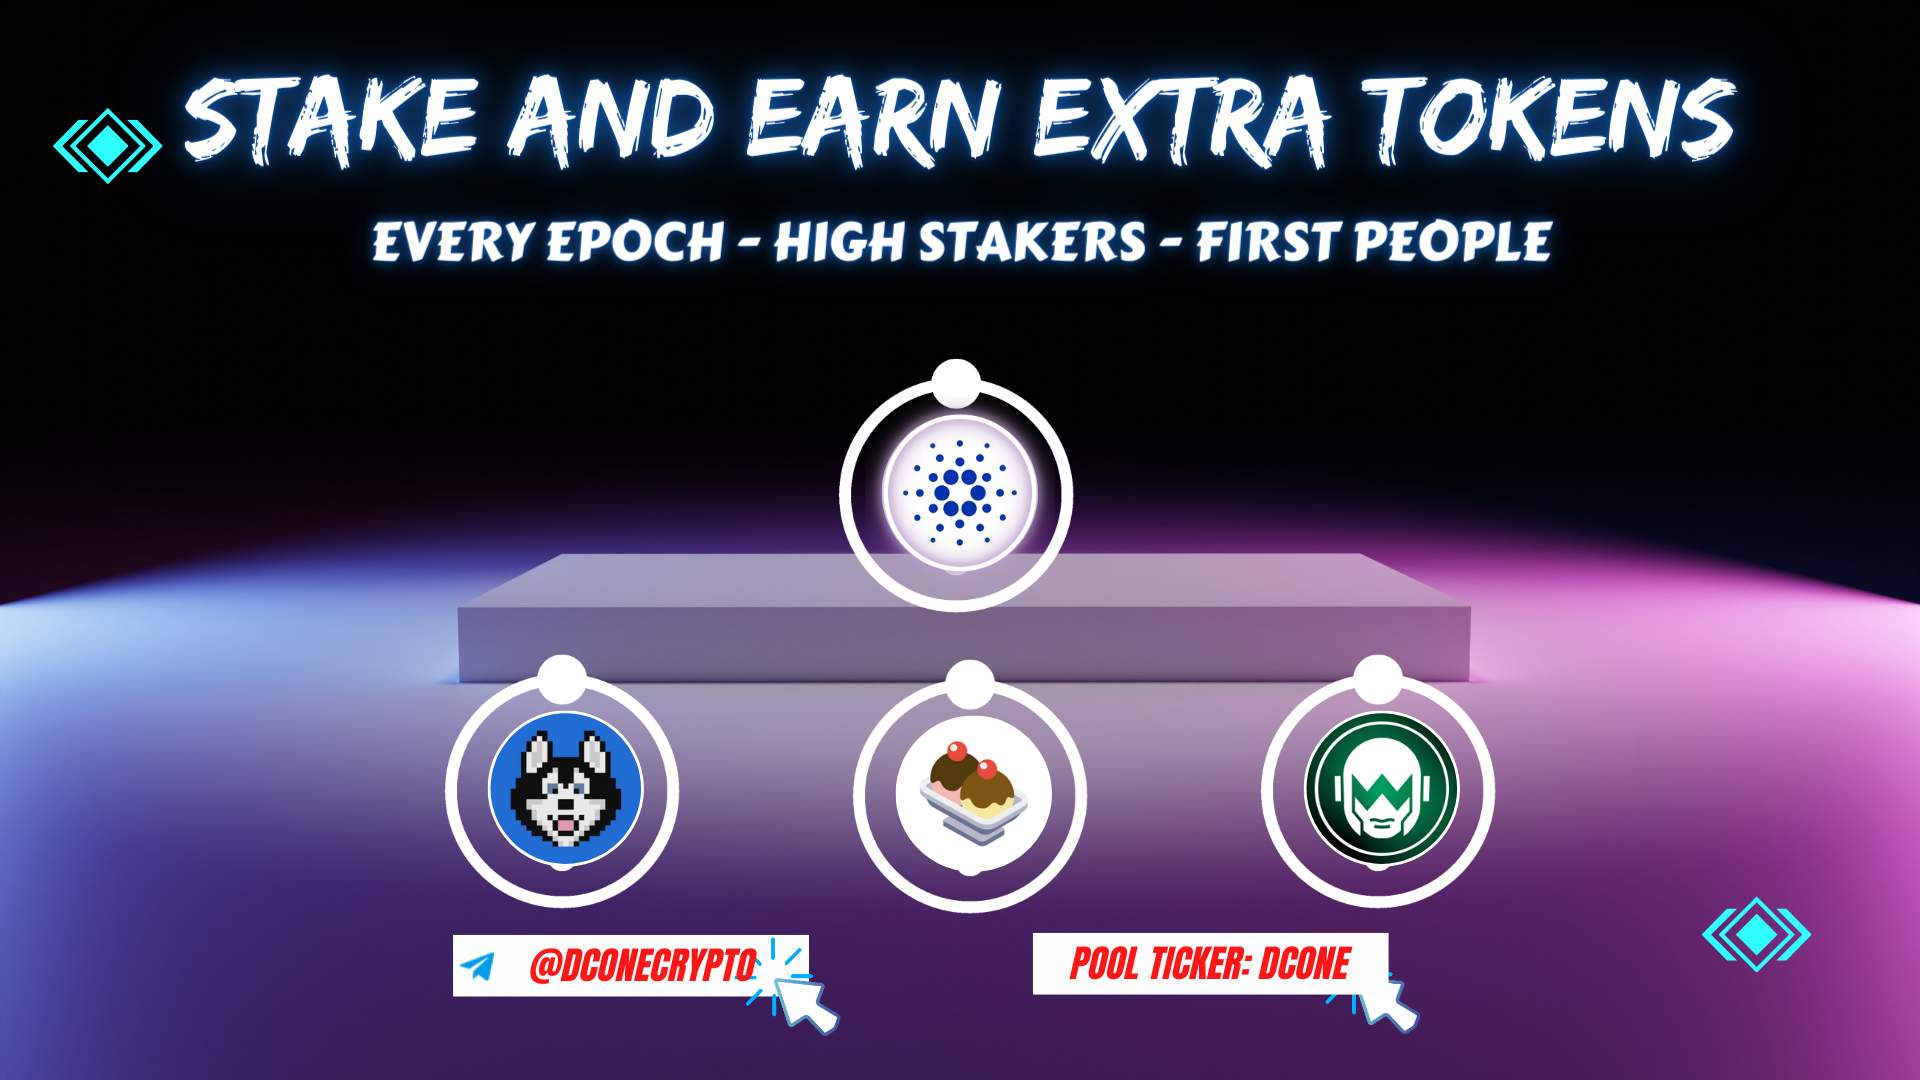 STAKE AND EARN EXTRA TOKENS
EVERY EPOCH - HIGH STAKERS - FIRST PEOPLE
@DCONECRYPTO
POOL TICKER: DCONE